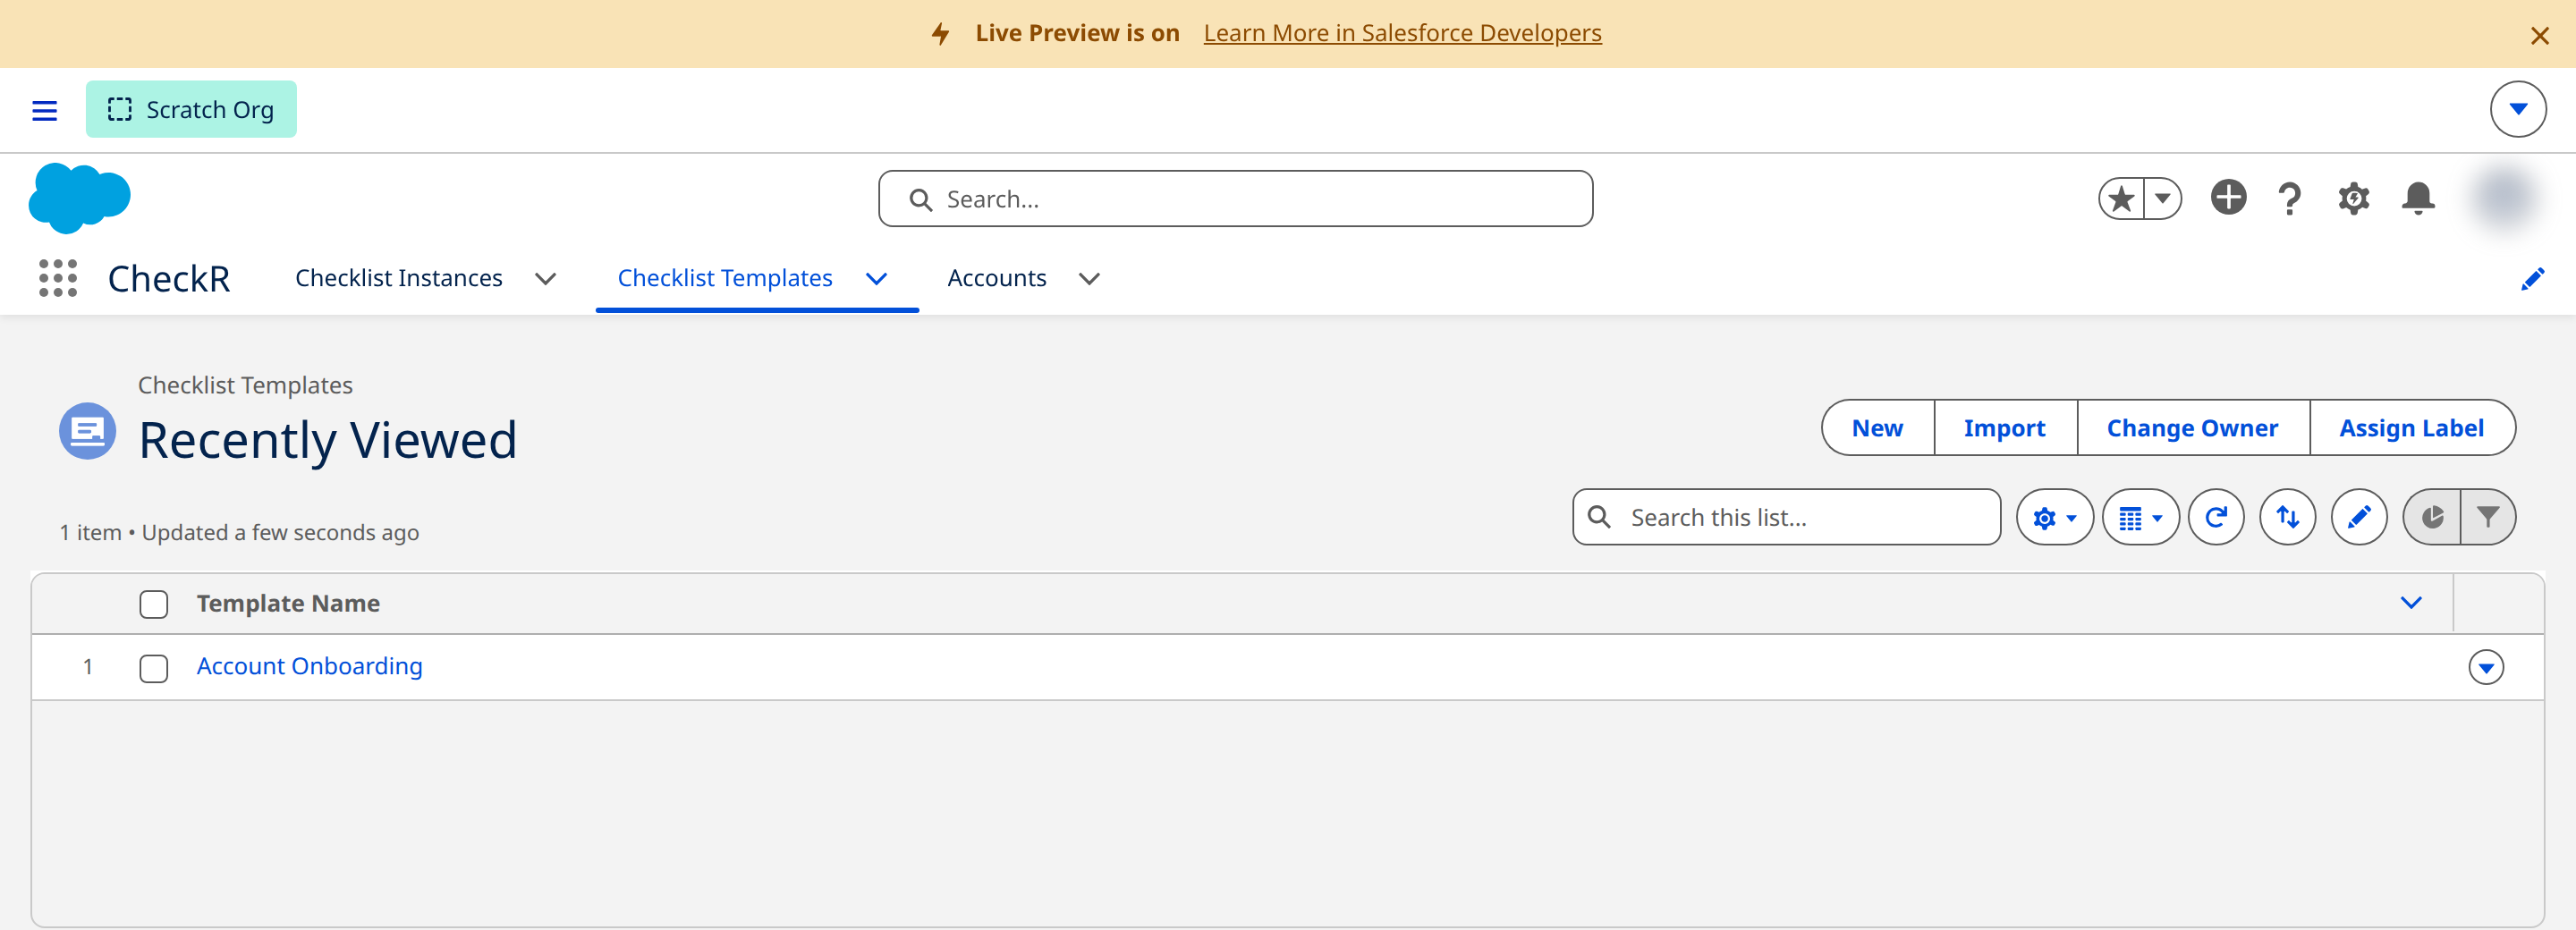 Live Preview is on Learn More in Salesforce Developers
Scratch Org
Search...
CheckR Checklist Instances Checklist Templates Accounts
Checklist Templates
Recently Viewed
New Import Change Owner Assign Label
1 item • Updated a few seconds ago
Search this list...
Template Name
1 Account Onboarding